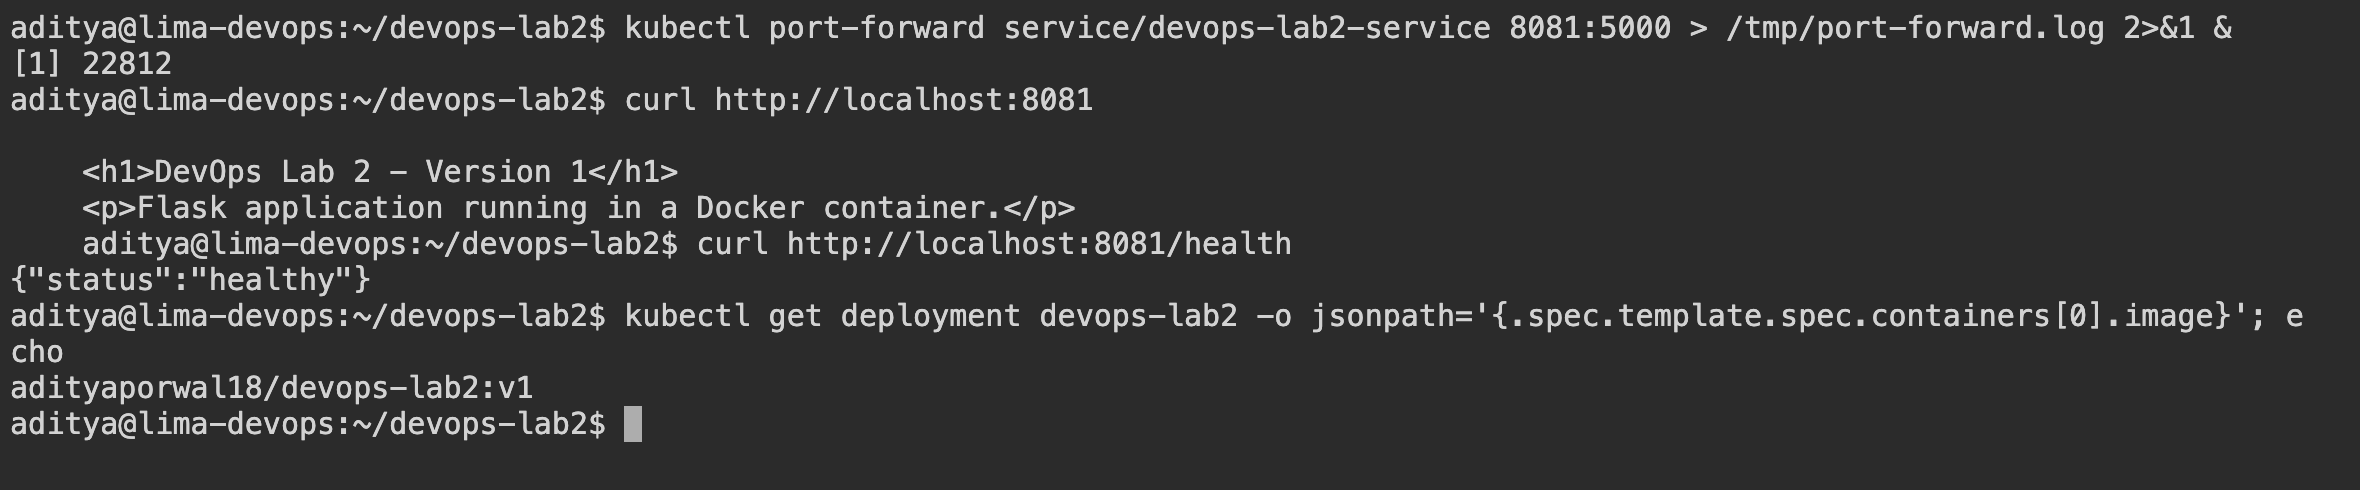 aditya@lima-devops:~/devops-lab2$ kubectl port-forward service/devops-lab2-service 8081:5000 > /tmp/port-forward.log 2>&1 &
[1] 22812
aditya@lima-devops:~/devops-lab2$ curl http://localhost:8081

    <h1>DevOps Lab 2 - Version 1</h1>
    <p>Flask application running in a Docker container.</p>
    aditya@lima-devops:~/devops-lab2$ curl http://localhost:8081/health
{"status":"healthy"}
aditya@lima-devops:~/devops-lab2$ kubectl get deployment devops-lab2 -o jsonpath='{.spec.template.spec.containers[0].image}'; e
cho
adityaporwal18/devops-lab2:v1
aditya@lima-devops:~/devops-lab2$